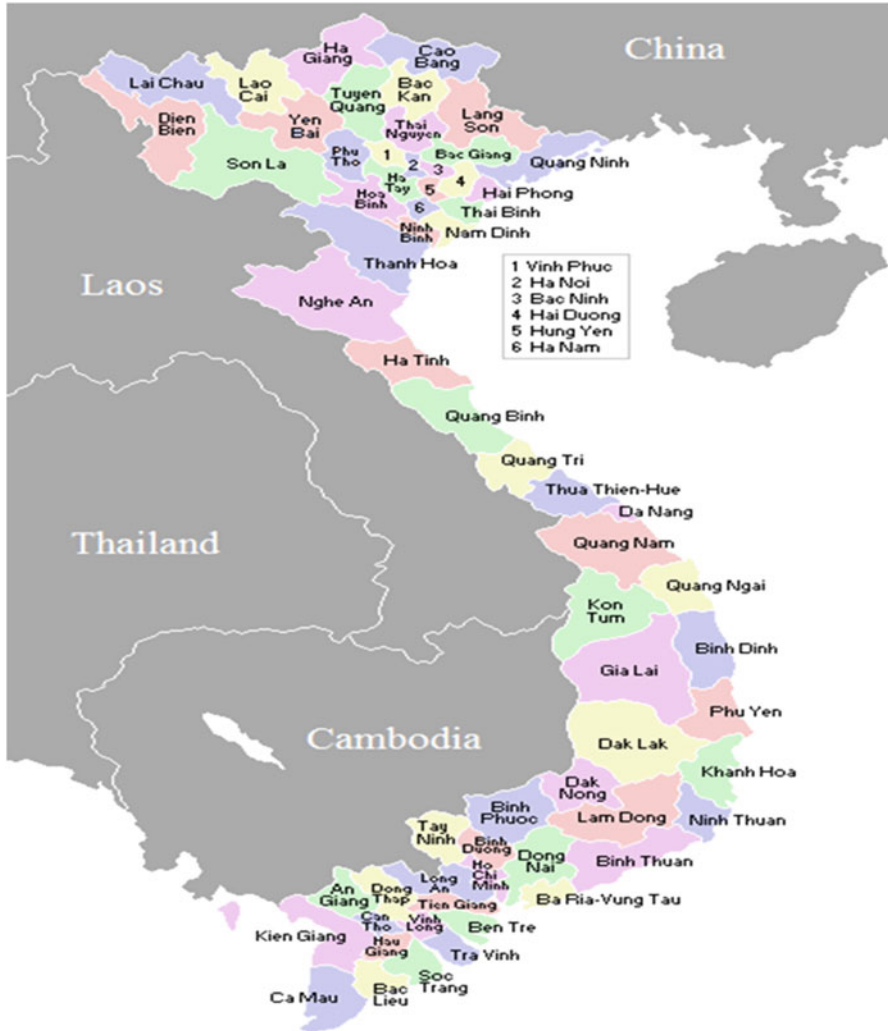 China
Ha
Giang
Cao
Bang
Lai Chau
Lao
Cai
Bac
Kan
Tuyen
Quang
Dien
Bien
Yen
Bai
Lang
Son
Thai
Nguyen
Son La
Phu
Tho
1
2
Bac Giang
Quang Ninh
3
Ha
Tay
5
4
Hoa
Binh
Hai Phong
6
Thai Binh
Ninh
Binh
Nam Dinh
Thanh Hoa
Laos
Nghe An
1 Vinh Phuc
2 Ha Noi
3 Bac Ninh
4 Hai Duong
5 Hung Yen
6 Ha Nam
Ha Tinh
Quang Binh
Quang Tri
Thua Thien-Hue
Da Nang
Thailand
Quang Nam
Quang Ngai
Kon
Tum
Binh Dinh
Gia Lai
Phu Yen
Cambodia
Dak Lak
Khanh Hoa
Dak
Nong
Binh
Phuoc
Lam Dong
Ninh Thuan
Tay
Ninh
Binh
Duong
Dong
Nai
Binh Thuan
Ho
Chi
Minh
Long
An
An
Giang
Dong
Thap
Tien Giang
Ba Ria-Vung Tau
Can
Tho
Vinh
Long
Ben Tre
Kien Giang
Hau
Giang
Tra Vinh
Soc
Trang
Ca Mau
Bac
Lieu